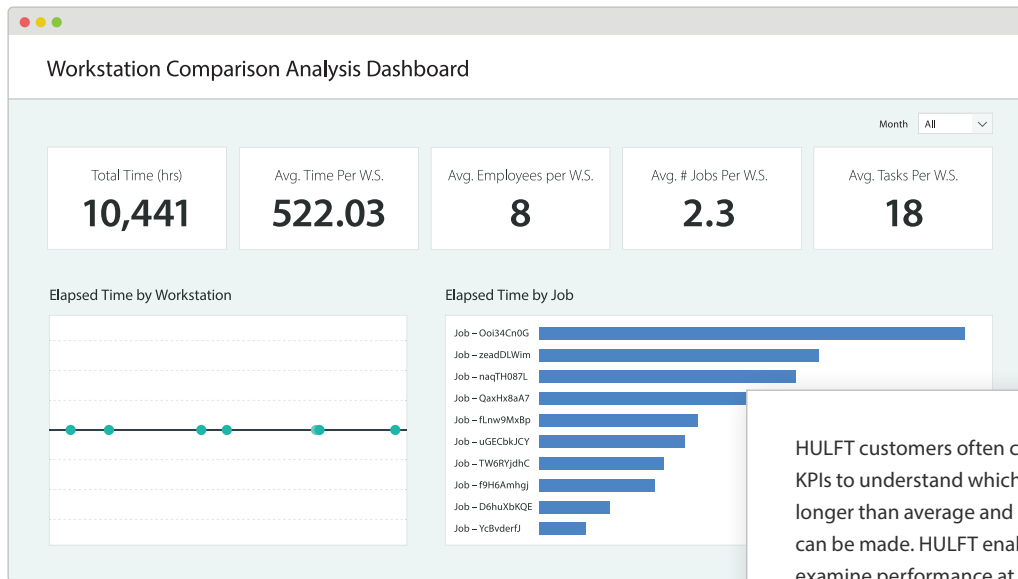 Workstation Comparison Analysis Dashboard
Month All
Total Time (hrs)
10,441
Avg. Time Per W.S.
522.03
Avg. Employees per W.S.
8
Avg. # Jobs Per W.S.
2.3
Avg. Tasks Per W.S.
18
Elapsed Time by Workstation
Elapsed Time by Job
Job – Ooi34Cn0G
Job – zeadDLWim
Job – naqTH087L
Job – QaxHx8aA7
Job – fLnw9MxBp
Job – uGECbkJCY
Job – TW6RYjdhC
Job – f9H6Amhgj
Job – D6huXbKQE
Job – YcBvderfJ
HULFT customers often
KPIs to understand which
longer than average and
can be made. HULFT
examine performance at